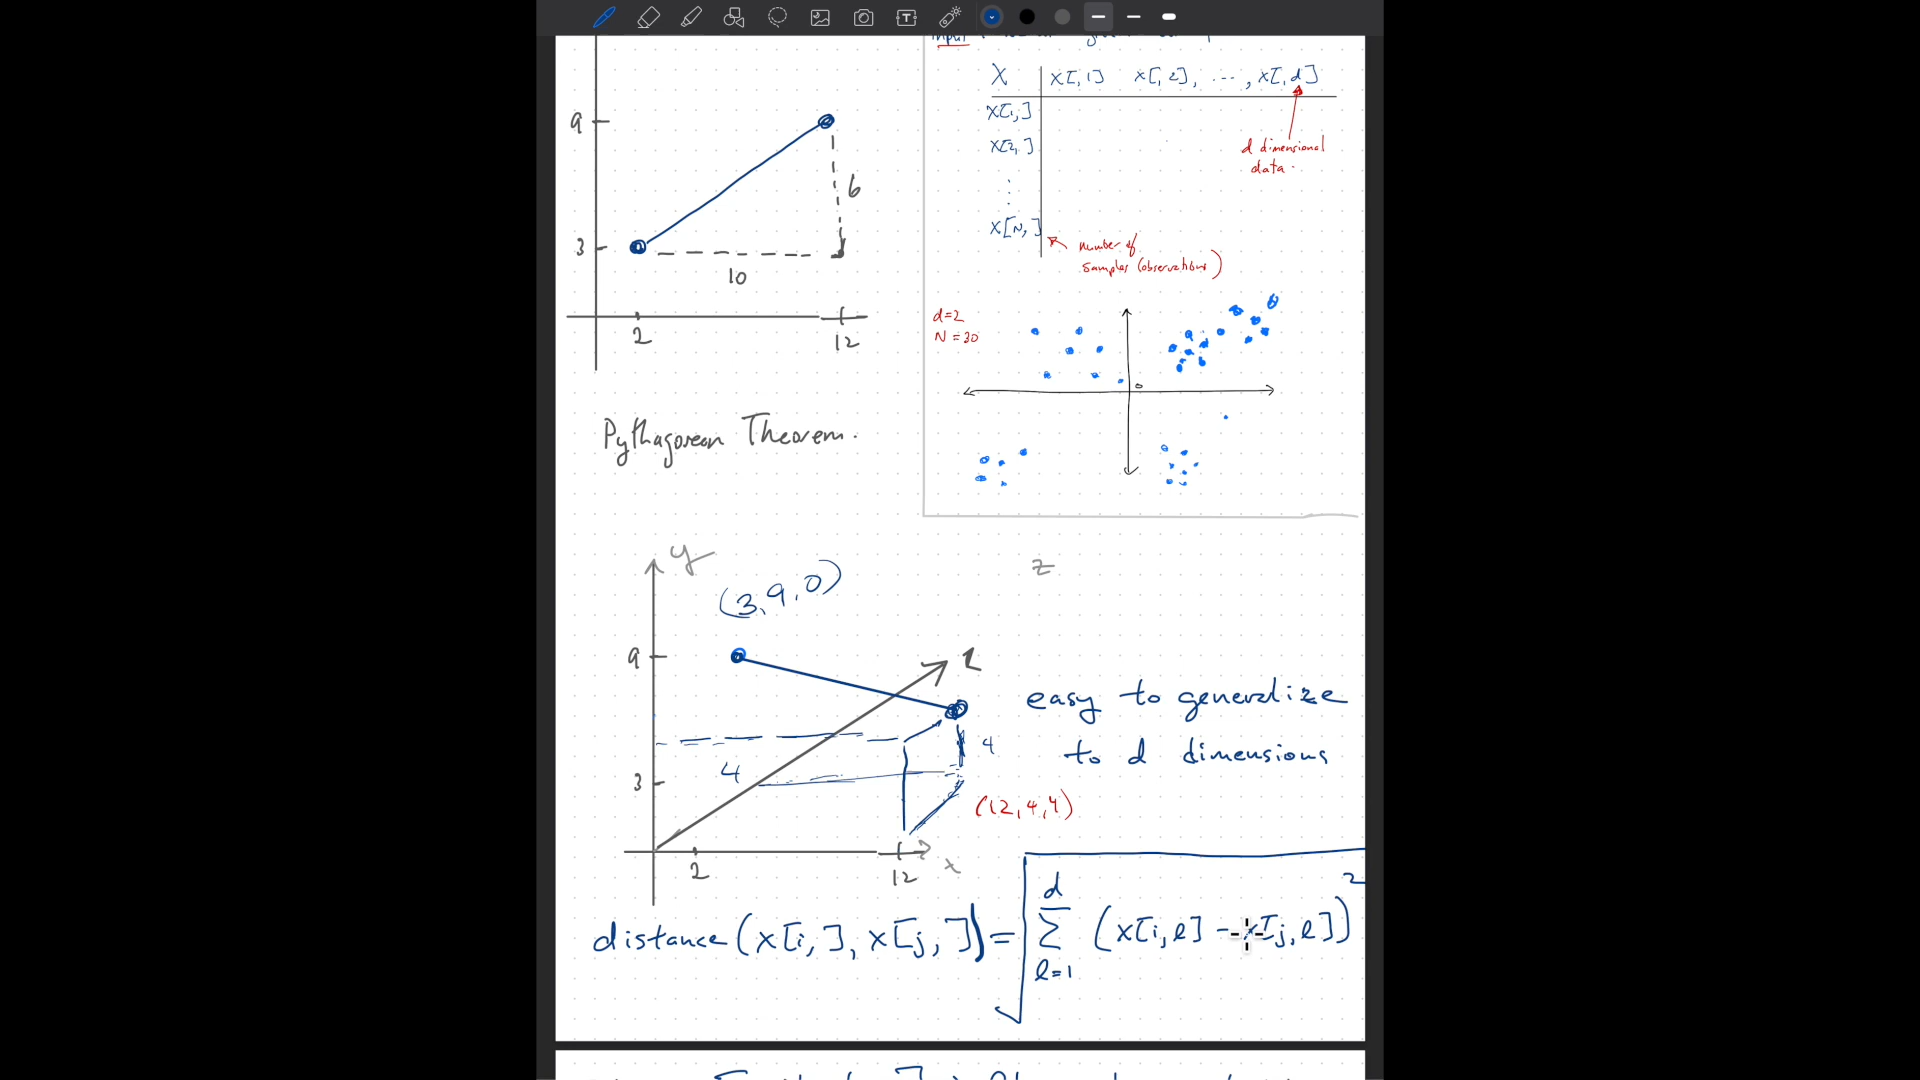 Input
X x[,1] x[,2], ..., x[,d]
x[1,]
x[2,]
⋮
x[N,]
d dimensional
data.
number of
samples (observations)
d=2
N=30
9
3
6
10
2
12
Pythagorean Theorem.
y
z
(3,9,0)
9
z
4
4
3
(12,4,4)
2
12
x
easy to generalize
to d dimensions
distance(x[i,], x[j,]) = √ d ∑ l=1 (x[i,l] - x[j,l])²